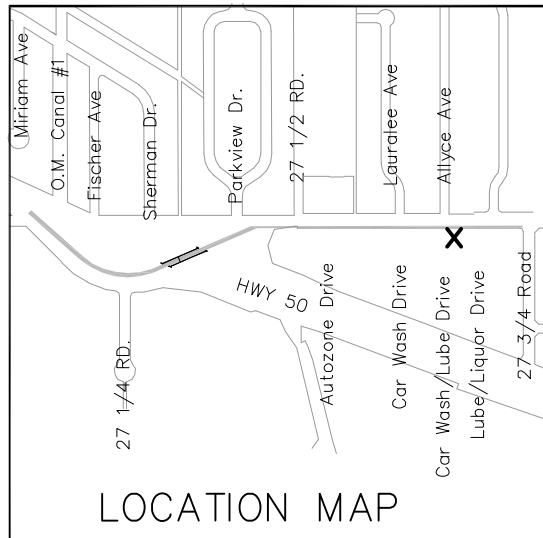 Miriam Ave
O.M. Canal #1
Fischer Ave
Sherman Dr.
Parkview Dr.
27 1/2 RD.
Lauralee Ave
Allyce Ave
HWY 50
27 1/4 RD.
Autozone Drive
Car Wash Drive
Car Wash/Lube Drive
Lube/Liquor Drive
27 3/4 Road
LOCATION MAP